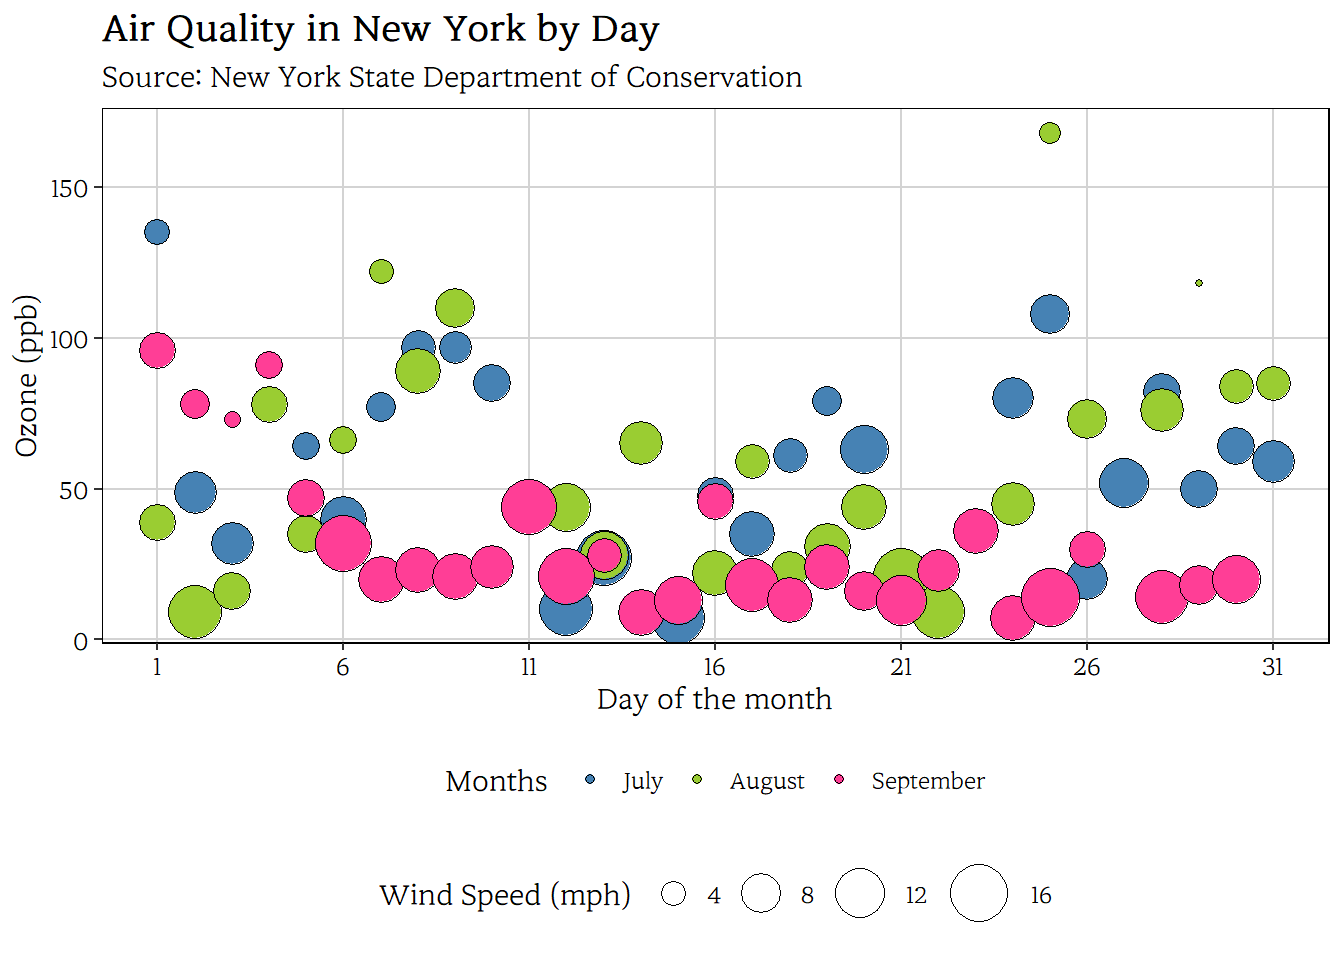 Air Quality in New York by Day
Source: New York State Department of Conservation
Ozone (ppb)
150
100
50
0
1 6 11 16 21 26 31
Day of the month
Months July August September
Wind Speed (mph) 4 8 12 16